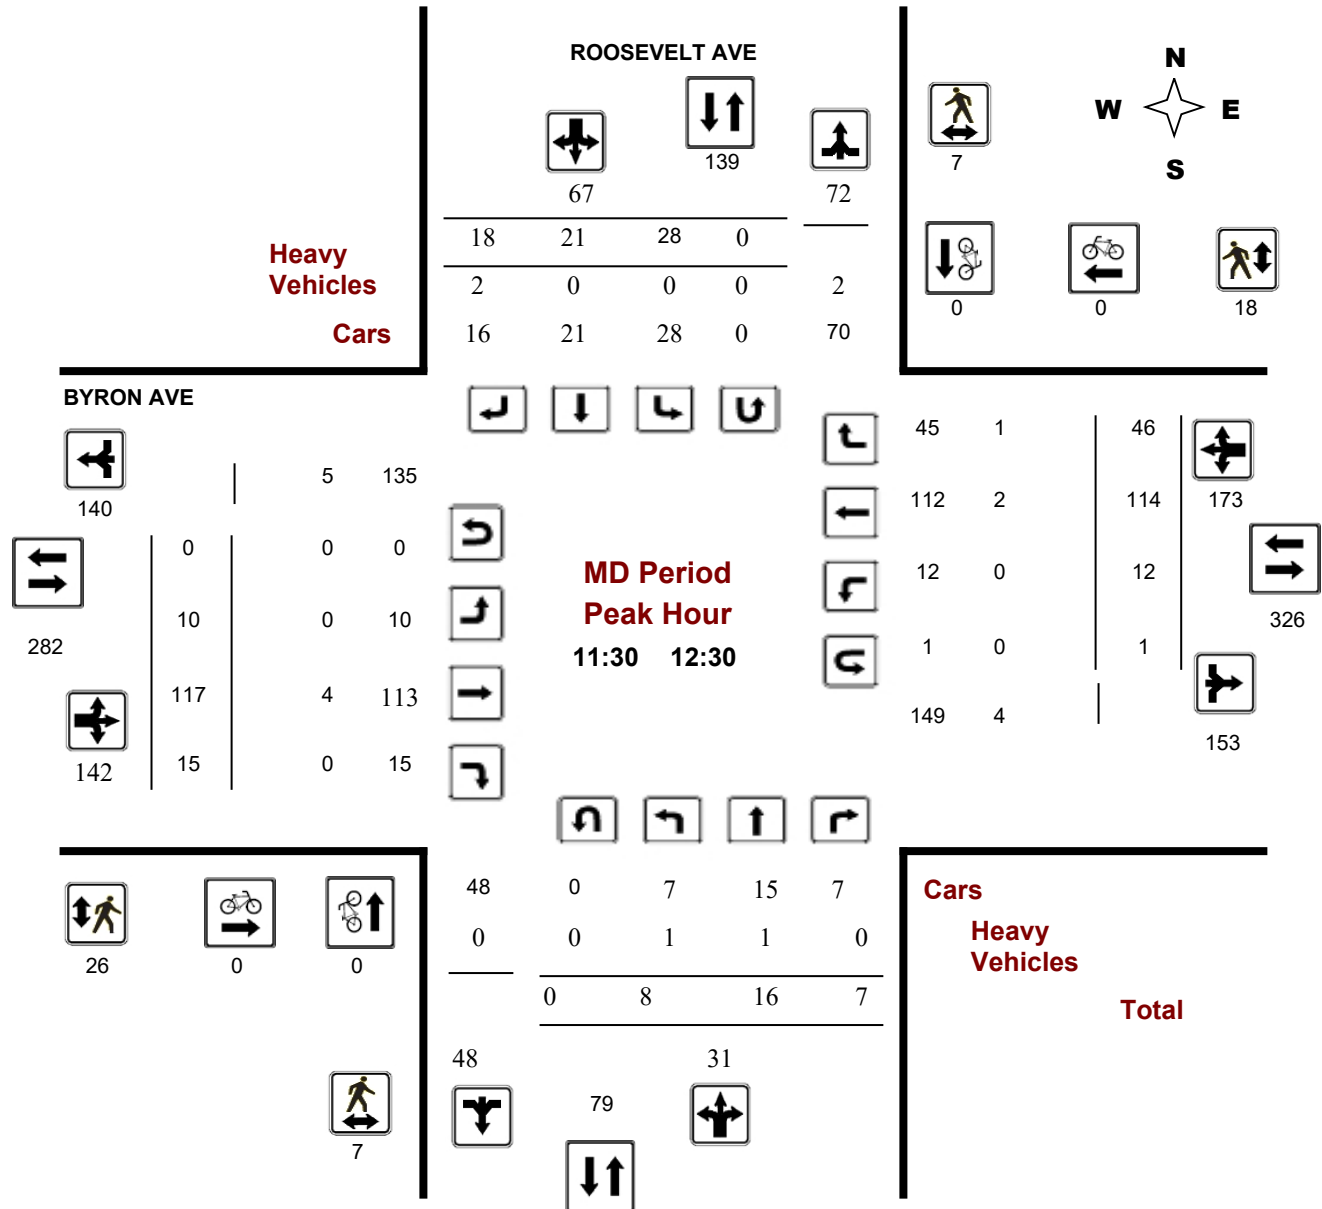 ROOSEVELT AVE
N
W E
S
139
7
67 72
18 21 28 0
Heavy
Vehicles
2 0 0 0 2
0 0 18
Cars
16 21 28 0 70
BYRON AVE
45 1 46
5 135
140
112 2 114 173
0 0 0
MD Period
Peak Hour
11:30 12:30
12 0 12
10 0 10
326
282
1 0 1
117 4 113
149 4
153
142
15 0 15
48 0 7 15 7
Cars
0 0 1 1 0
Heavy
Vehicles
26 0 0
0 8 16 7
Total
48 31
79
7